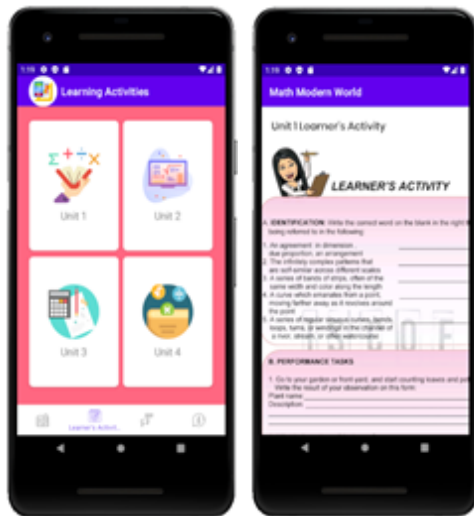 1:19
Learning Activities
Unit 1
Unit 2
Unit 3
Unit 4
Learner's Activit..
1:19
Math Modern World
Unit 1 Learner's Activity
LEARNER'S ACTIVITY
A. IDENTIFICATION: Write the correct word on the blank in the right
being referred to in the following:
1. An agreement in dimension,
due proportion, an arrangement
2. The infinitely complex patterns that
are self-similar across different scales
3. A series of bands of strips, often of the
same width and color along the length
4. A curve which emanates from a point,
moving farther away as it revolves around
the point
5. A series of regular sinuous curves, bends,
loops, turns, or windings in the channel of
a river, stream, or other watercourse
B. PERFORMANCE TASKS
1. Go to your garden or front yard, and start counting leaves and
Write the result of your observation on this form:
Plant name
Description